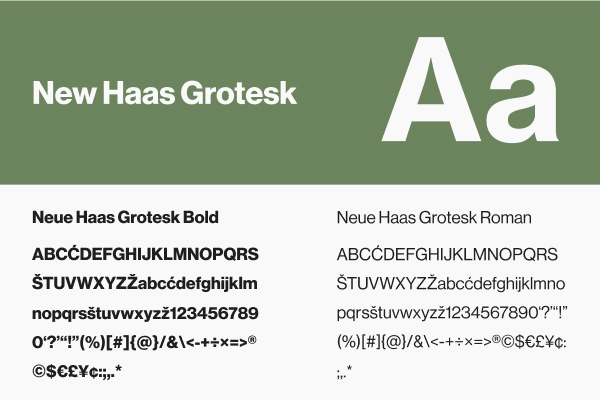 New Haas Grotesk
Aa
Neue Haas Grotesk Bold
ABCĆDEFGHIJKLMNOPQRS
ŠTUVWXYZŽabcćdefghijklm
nopqrsštuvwxyzž123456789
0‘?’“!”(%)[#]{@}/&\<-+÷×=>®
©$€£¥¢:;,.*
Neue Haas Grotesk Roman
ABCĆDEFGHIJKLMNOPQRS
ŠTUVWXYZŽabcćdefghijklmno
pqrsštuvwxyzž1234567890‘?’“!”
(%)[#]{@}/&\<-+÷×=>®©$€£¥¢:
;,.*